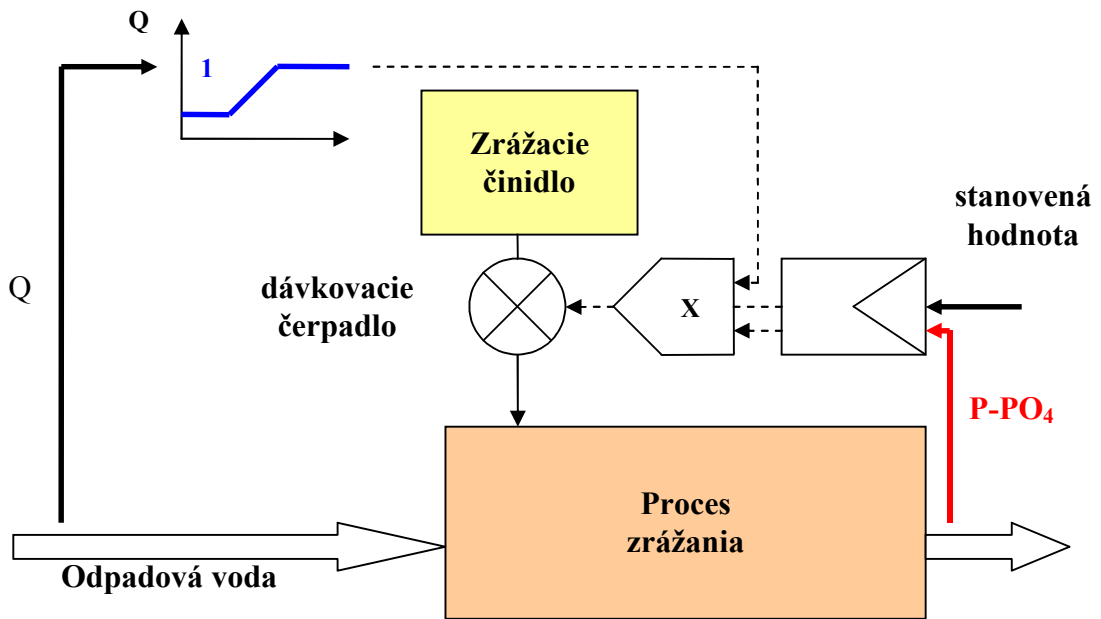 Q
1
Zrážacie
činidlo
stanovená
hodnota
Q
dávkovacie
čerpadlo
X
P-PO₄
Proces
zrážania
Odpadová voda